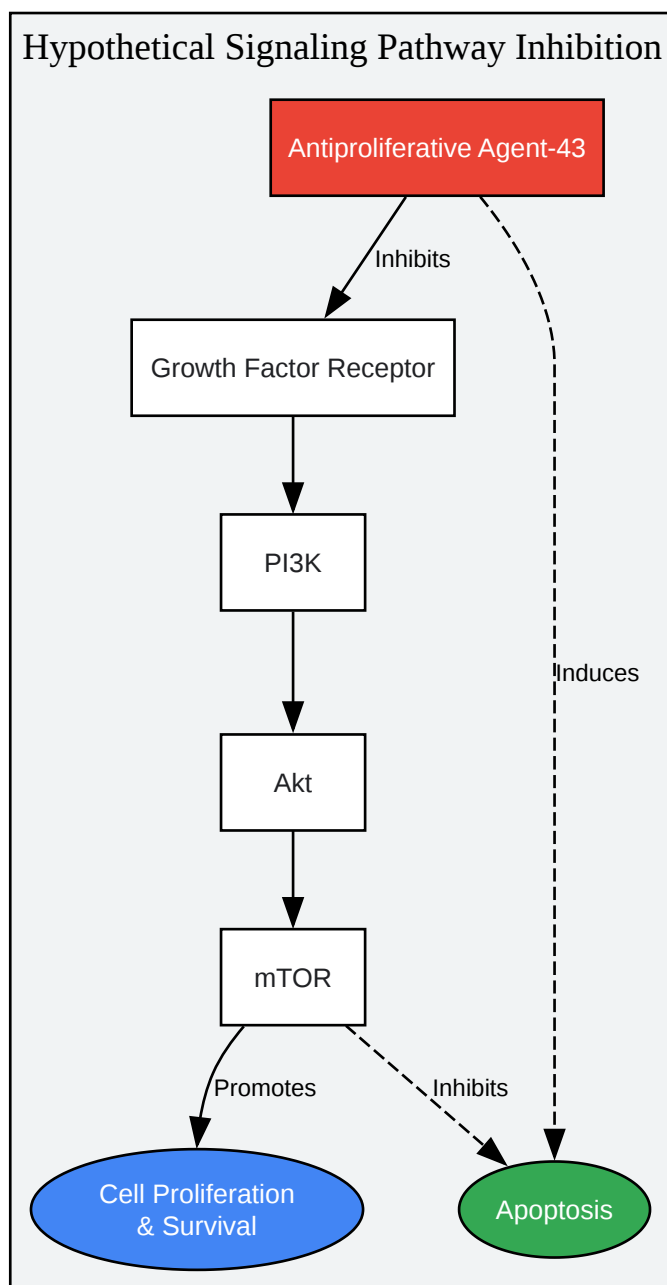 Hypothetical Signaling Pathway Inhibition
Antiproliferative Agent-43
Inhibits
Growth Factor Receptor
PI3K
Induces
Akt
mTOR
Promotes
Inhibits
Cell Proliferation
& Survival
Apoptosis